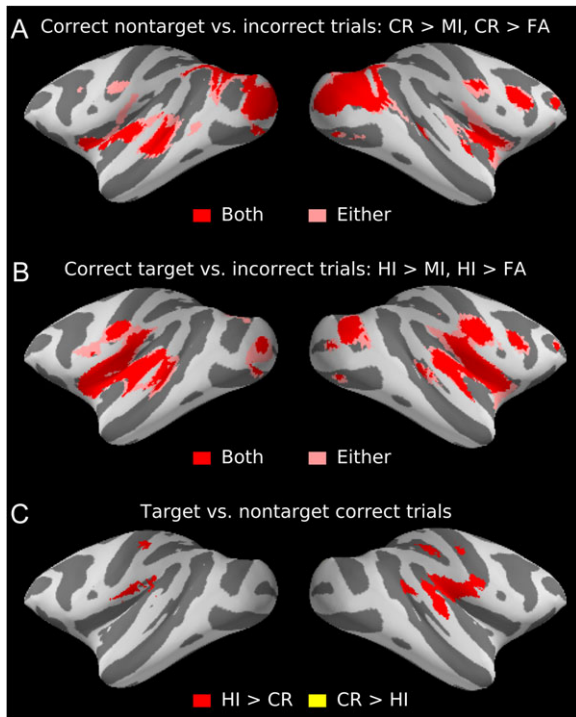 A Correct nontarget vs. incorrect trials: CR > MI, CR > FA
Both Either
B Correct target vs. incorrect trials: HI > MI, HI > FA
Both Either
C Target vs. nontarget correct trials
HI > CR CR > HI